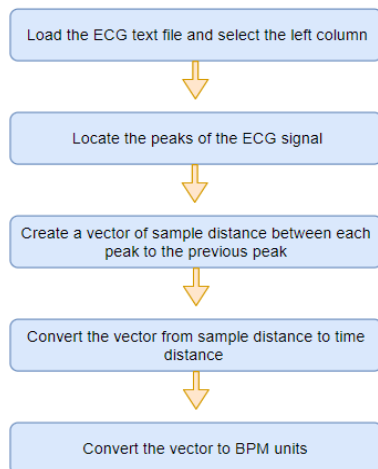 Load the ECG text file and select the left column
Locate the peaks of the ECG signal
Create a vector of sample distance between each
peak to the previous peak
Convert the vector from sample distance to time
distance
Convert the vector to BPM units